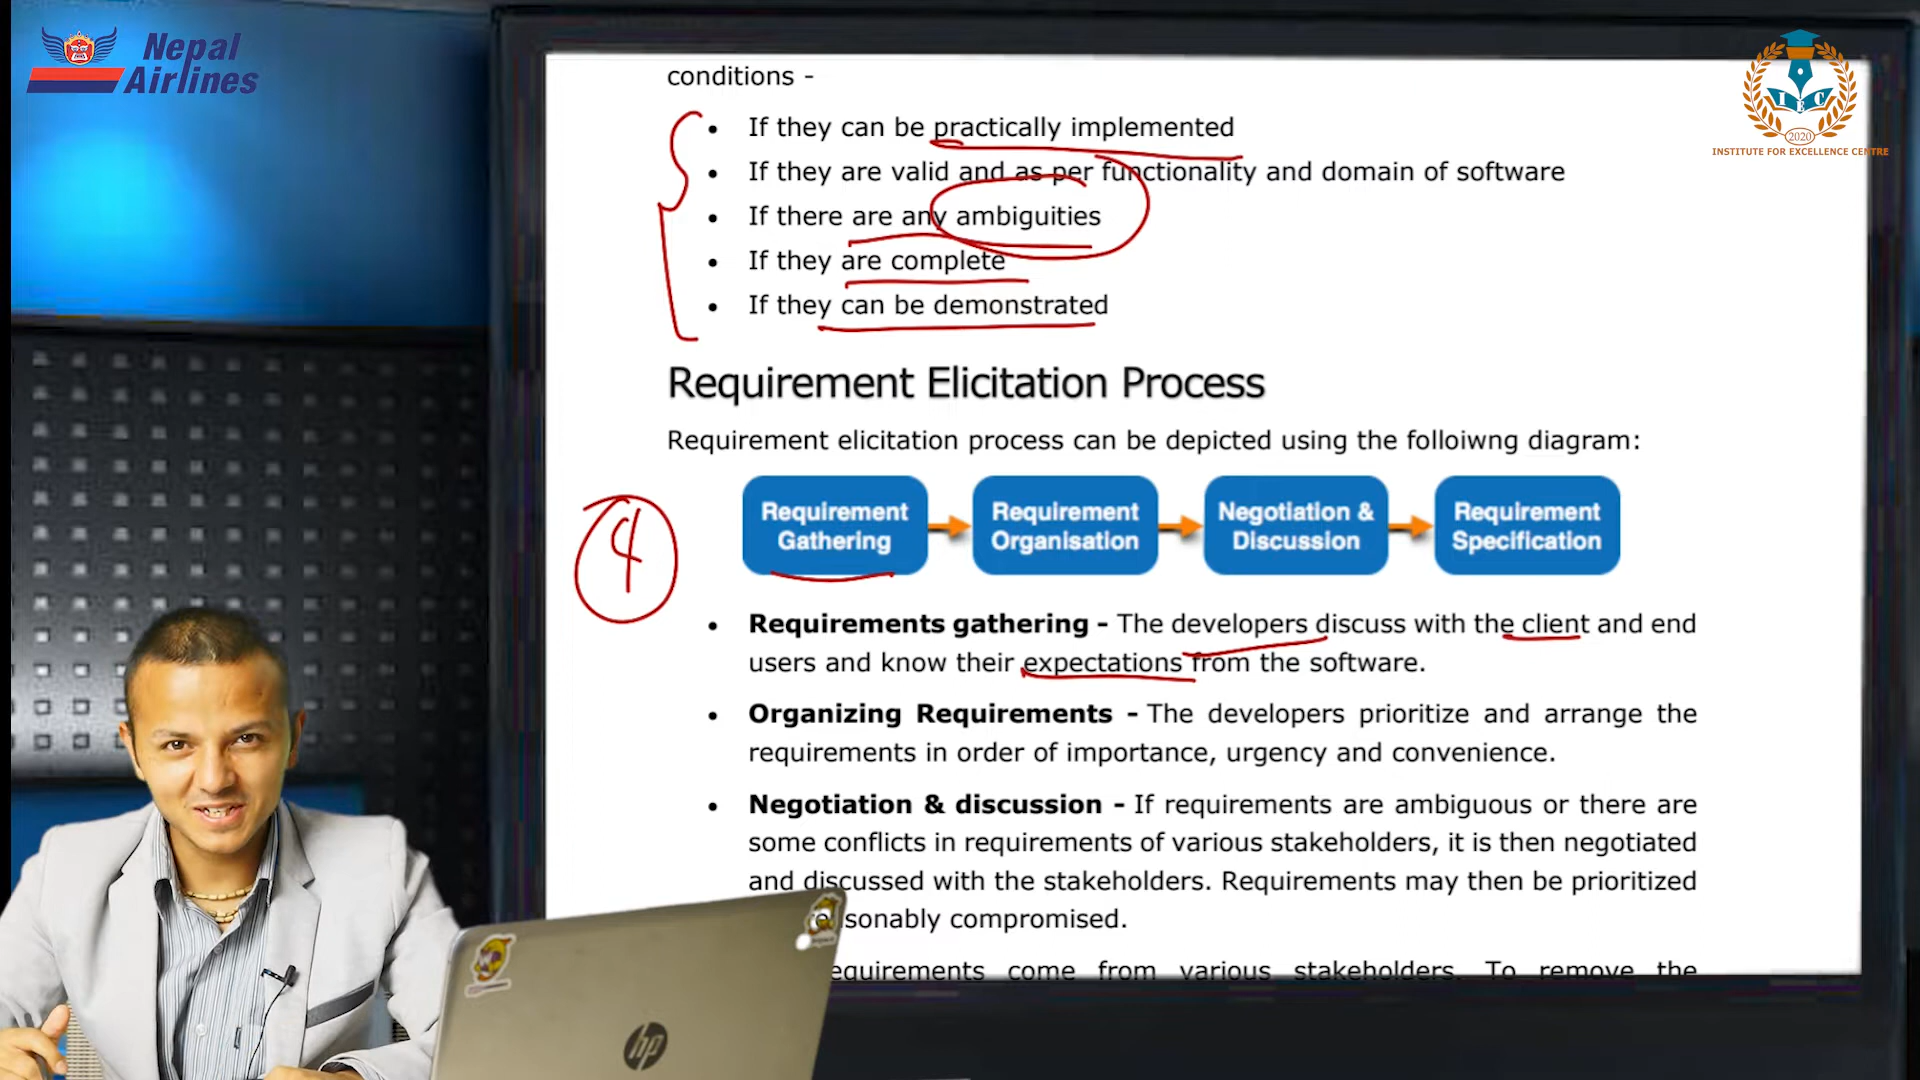 Nepal
Airlines
IEC
2020
INSTITUTE FOR EXCELLENCE CENTRE
conditions -
• If they can be practically implemented
• If they are valid and as per functionality and domain of software
• If there are any ambiguities
• If they are complete
• If they can be demonstrated
Requirement Elicitation Process
Requirement elicitation process can be depicted using the folloiwng diagram:
4
Requirement
Gathering
Requirement
Organisation
Negotiation &
Discussion
Requirement
Specification
• Requirements gathering - The developers discuss with the client and end
users and know their expectations from the software.
• Organizing Requirements - The developers prioritize and arrange the
requirements in order of importance, urgency and convenience.
• Negotiation & discussion - If requirements are ambiguous or there are
some conflicts in requirements of various stakeholders, it is then negotiated
and discussed with the stakeholders. Requirements may then be prioritized
compromised.
come from various stakeholders. To remove the
hp